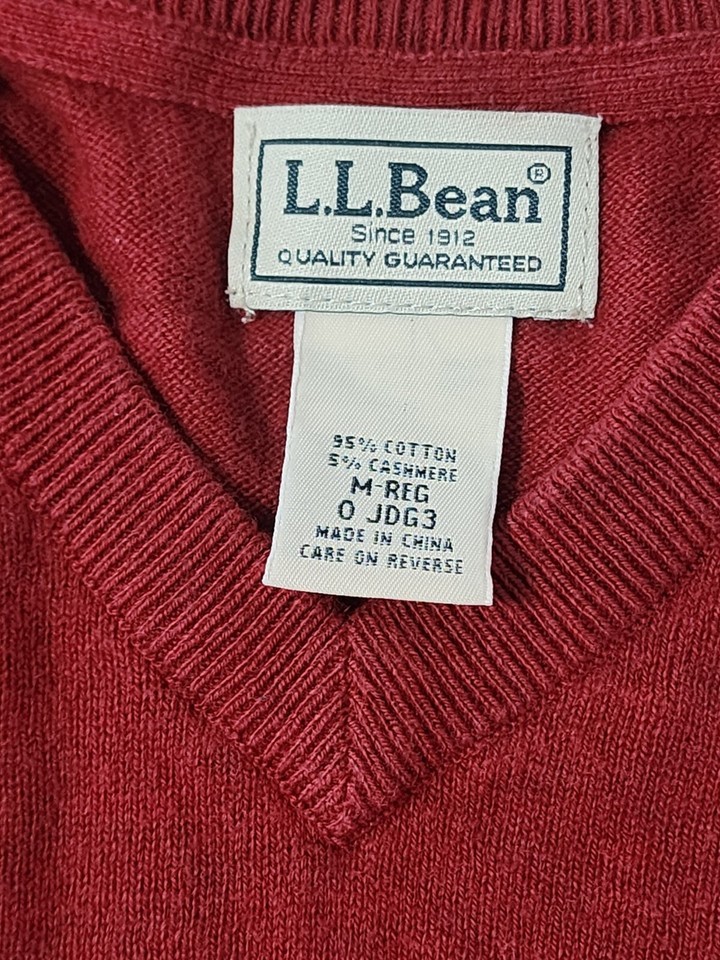 L.L.Bean®
Since 1912
QUALITY GUARANTEED
95% COTTON
5% CASHMERE
M-REG
0 JDG3
MADE IN CHINA
CARE ON REVERSE